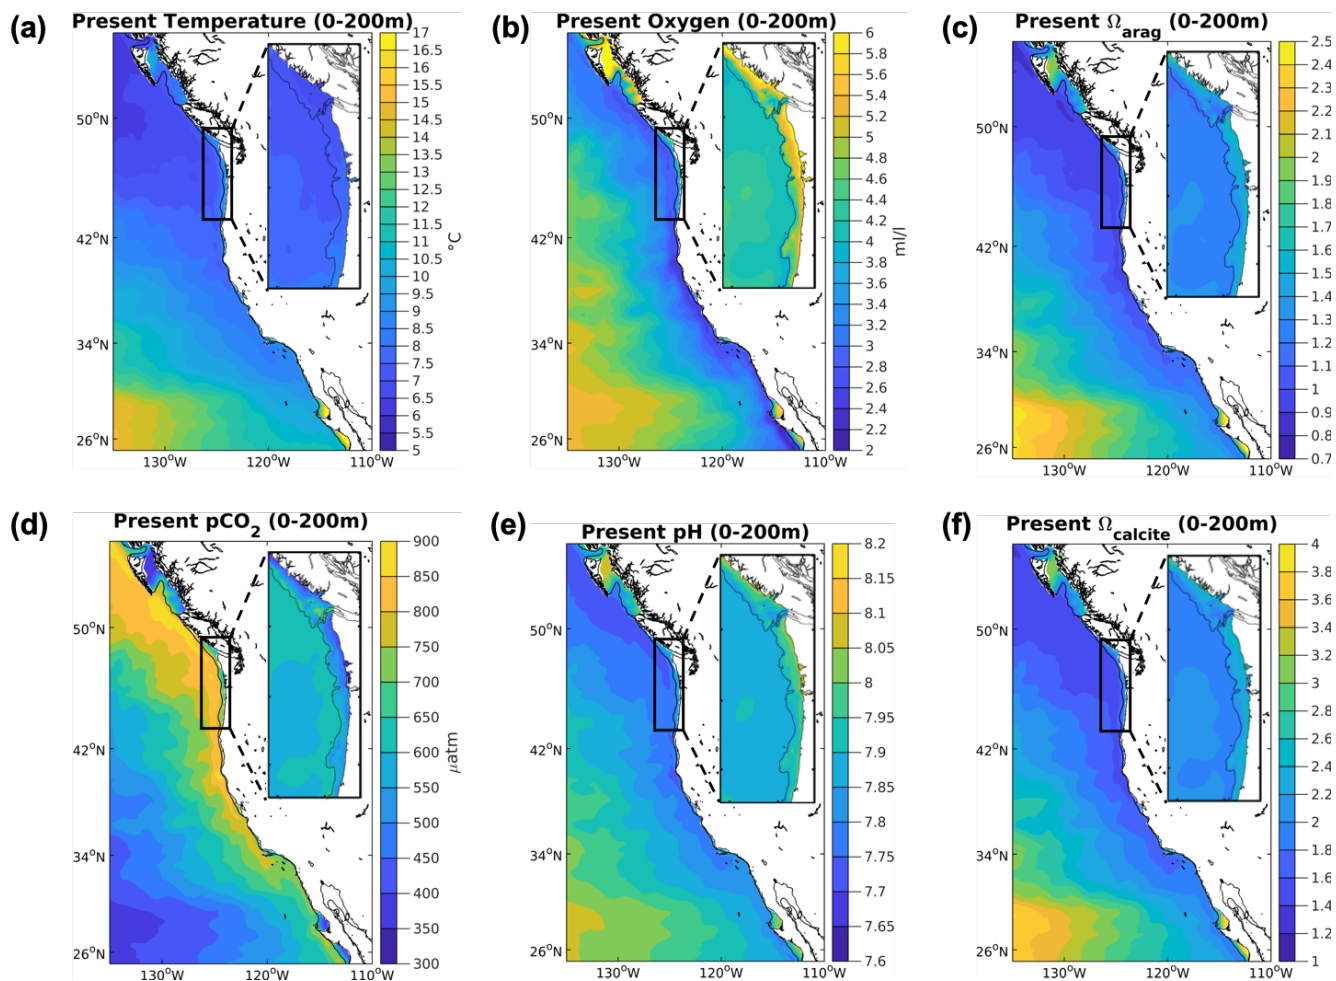 (a)
Present Temperature (0-200m)
50°N
42°N
34°N
26°N
130°W
120°W
110°W
17
16.5
16
15.5
15
14.5
14
13.5
13
12.5
12
11.5
11
10.5
10
9.5
9
8.5
8
7.5
7
6.5
6
5.5
5
°C
(b)
Present Oxygen (0-200m)
50°N
42°N
34°N
26°N
130°W
120°W
110°W
6
5.8
5.6
5.4
5.2
5
4.8
4.6
4.4
4.2
4
3.8
3.6
3.4
3.2
3
2.8
2.6
2.4
2.2
2
ml/l
(c)
Present Ωarag (0-200m)
50°N
42°N
34°N
26°N
130°W
120°W
110°W
2.5
2.4
2.3
2.2
2.1
2
1.9
1.8
1.7
1.6
1.5
1.4
1.3
1.2
1.1
1
0.9
0.8
0.7
(d)
Present pCO2 (0-200m)
50°N
42°N
34°N
26°N
130°W
120°W
110°W
900
850
800
750
700
650
600
550
500
450
400
350
300
µatm
(e)
Present pH (0-200m)
50°N
42°N
34°N
26°N
130°W
120°W
110°W
8.2
8.15
8.1
8.05
8
7.95
7.9
7.85
7.8
7.75
7.7
7.65
7.6
(f)
Present Ωcalcite (0-200m)
50°N
42°N
34°N
26°N
130°W
120°W
110°W
4
3.8
3.6
3.4
3.2
3
2.8
2.6
2.4
2.2
2
1.8
1.6
1.4
1.2
1